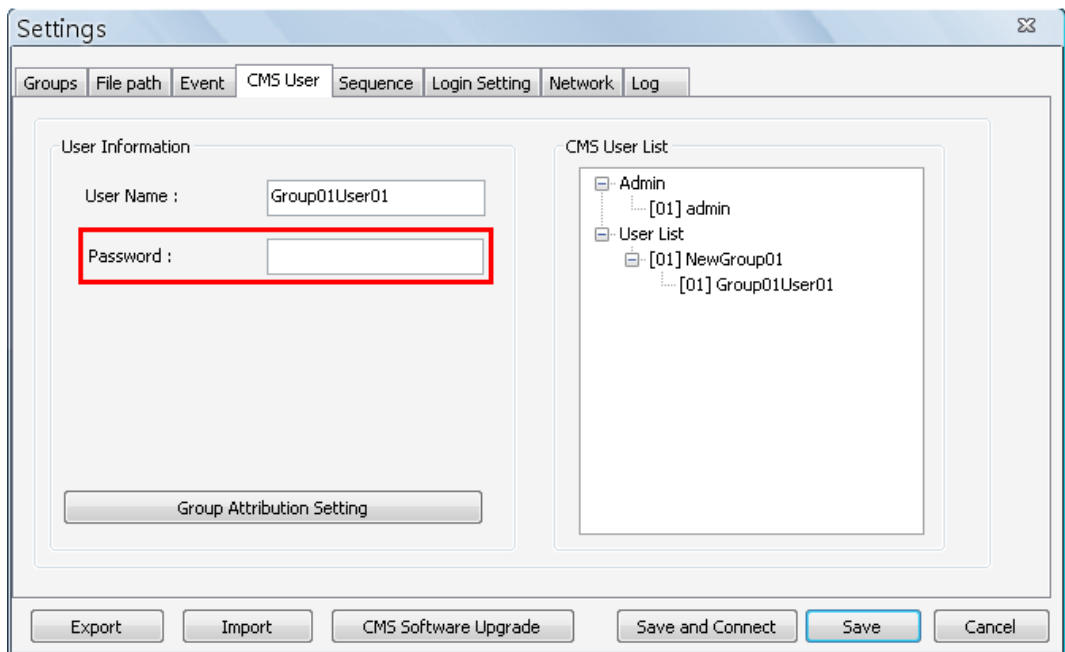 Settings
Groups File path Event CMS User Sequence Login Setting Network Log
User Information
User Name : Group01User01
Password :
Group Attribution Setting
CMS User List
Admin
[01] admin
User List
[01] NewGroup01
[01] Group01User01
Export Import CMS Software Upgrade Save and Connect Save Cancel